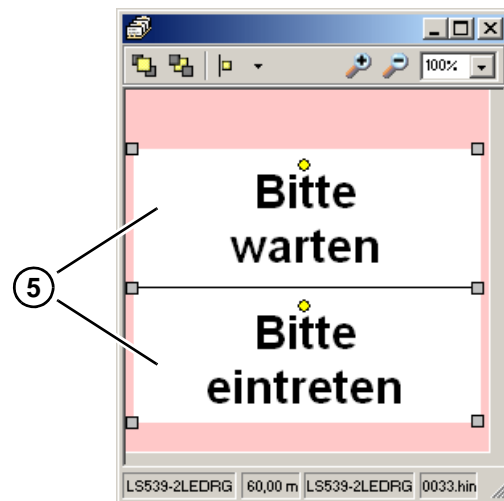 100%
Bitte
warten
5
Bitte
eintreten
LS539-2LEDRG 60,00 m LS539-2LEDRG 0033.hin